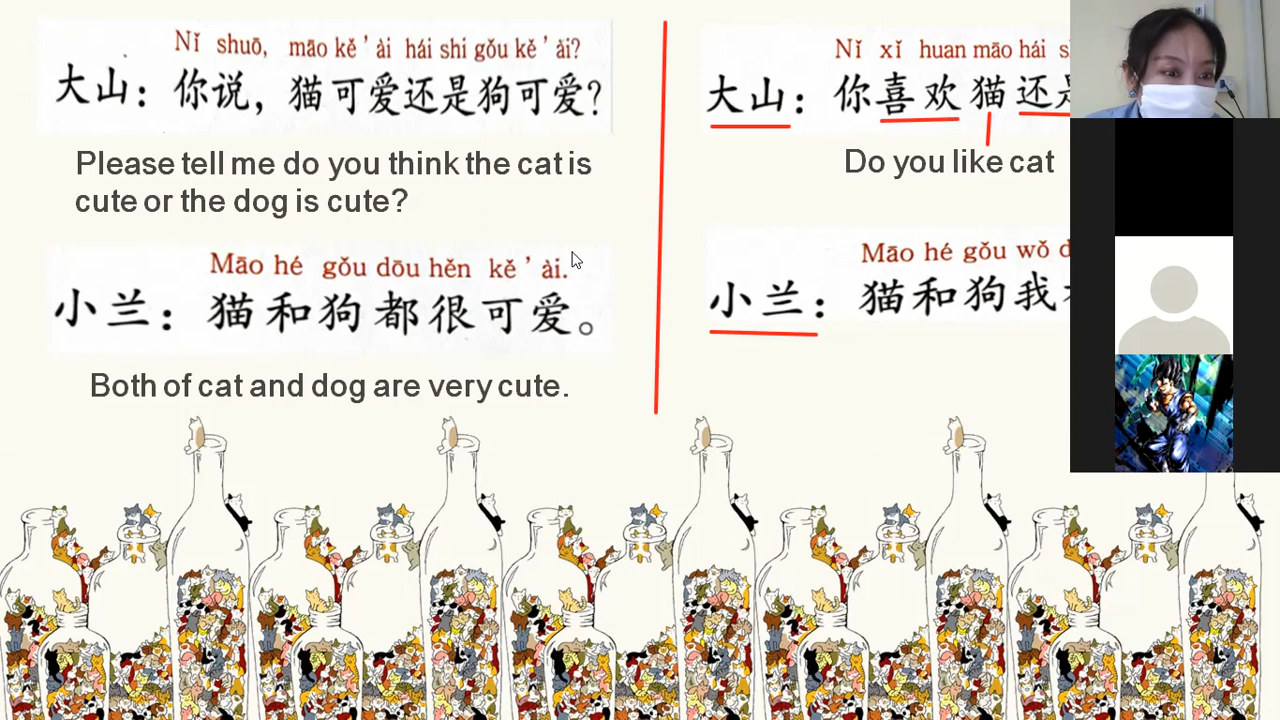 Nǐ shuō, māo kě'ài hái shi gǒu kě'ài?
大山：你说，猫可爱还是狗可爱？
Please tell me do you think the cat is
cute or the dog is cute?
Māo hé gǒu dōu hěn kě'ài.
小兰：猫和狗都很可爱。
Both of cat and dog are very cute.
Nǐ xǐ huan māo hái
大山：你喜欢猫还
Do you like cat
Māo hé gǒu wǒ
小兰：猫和狗我